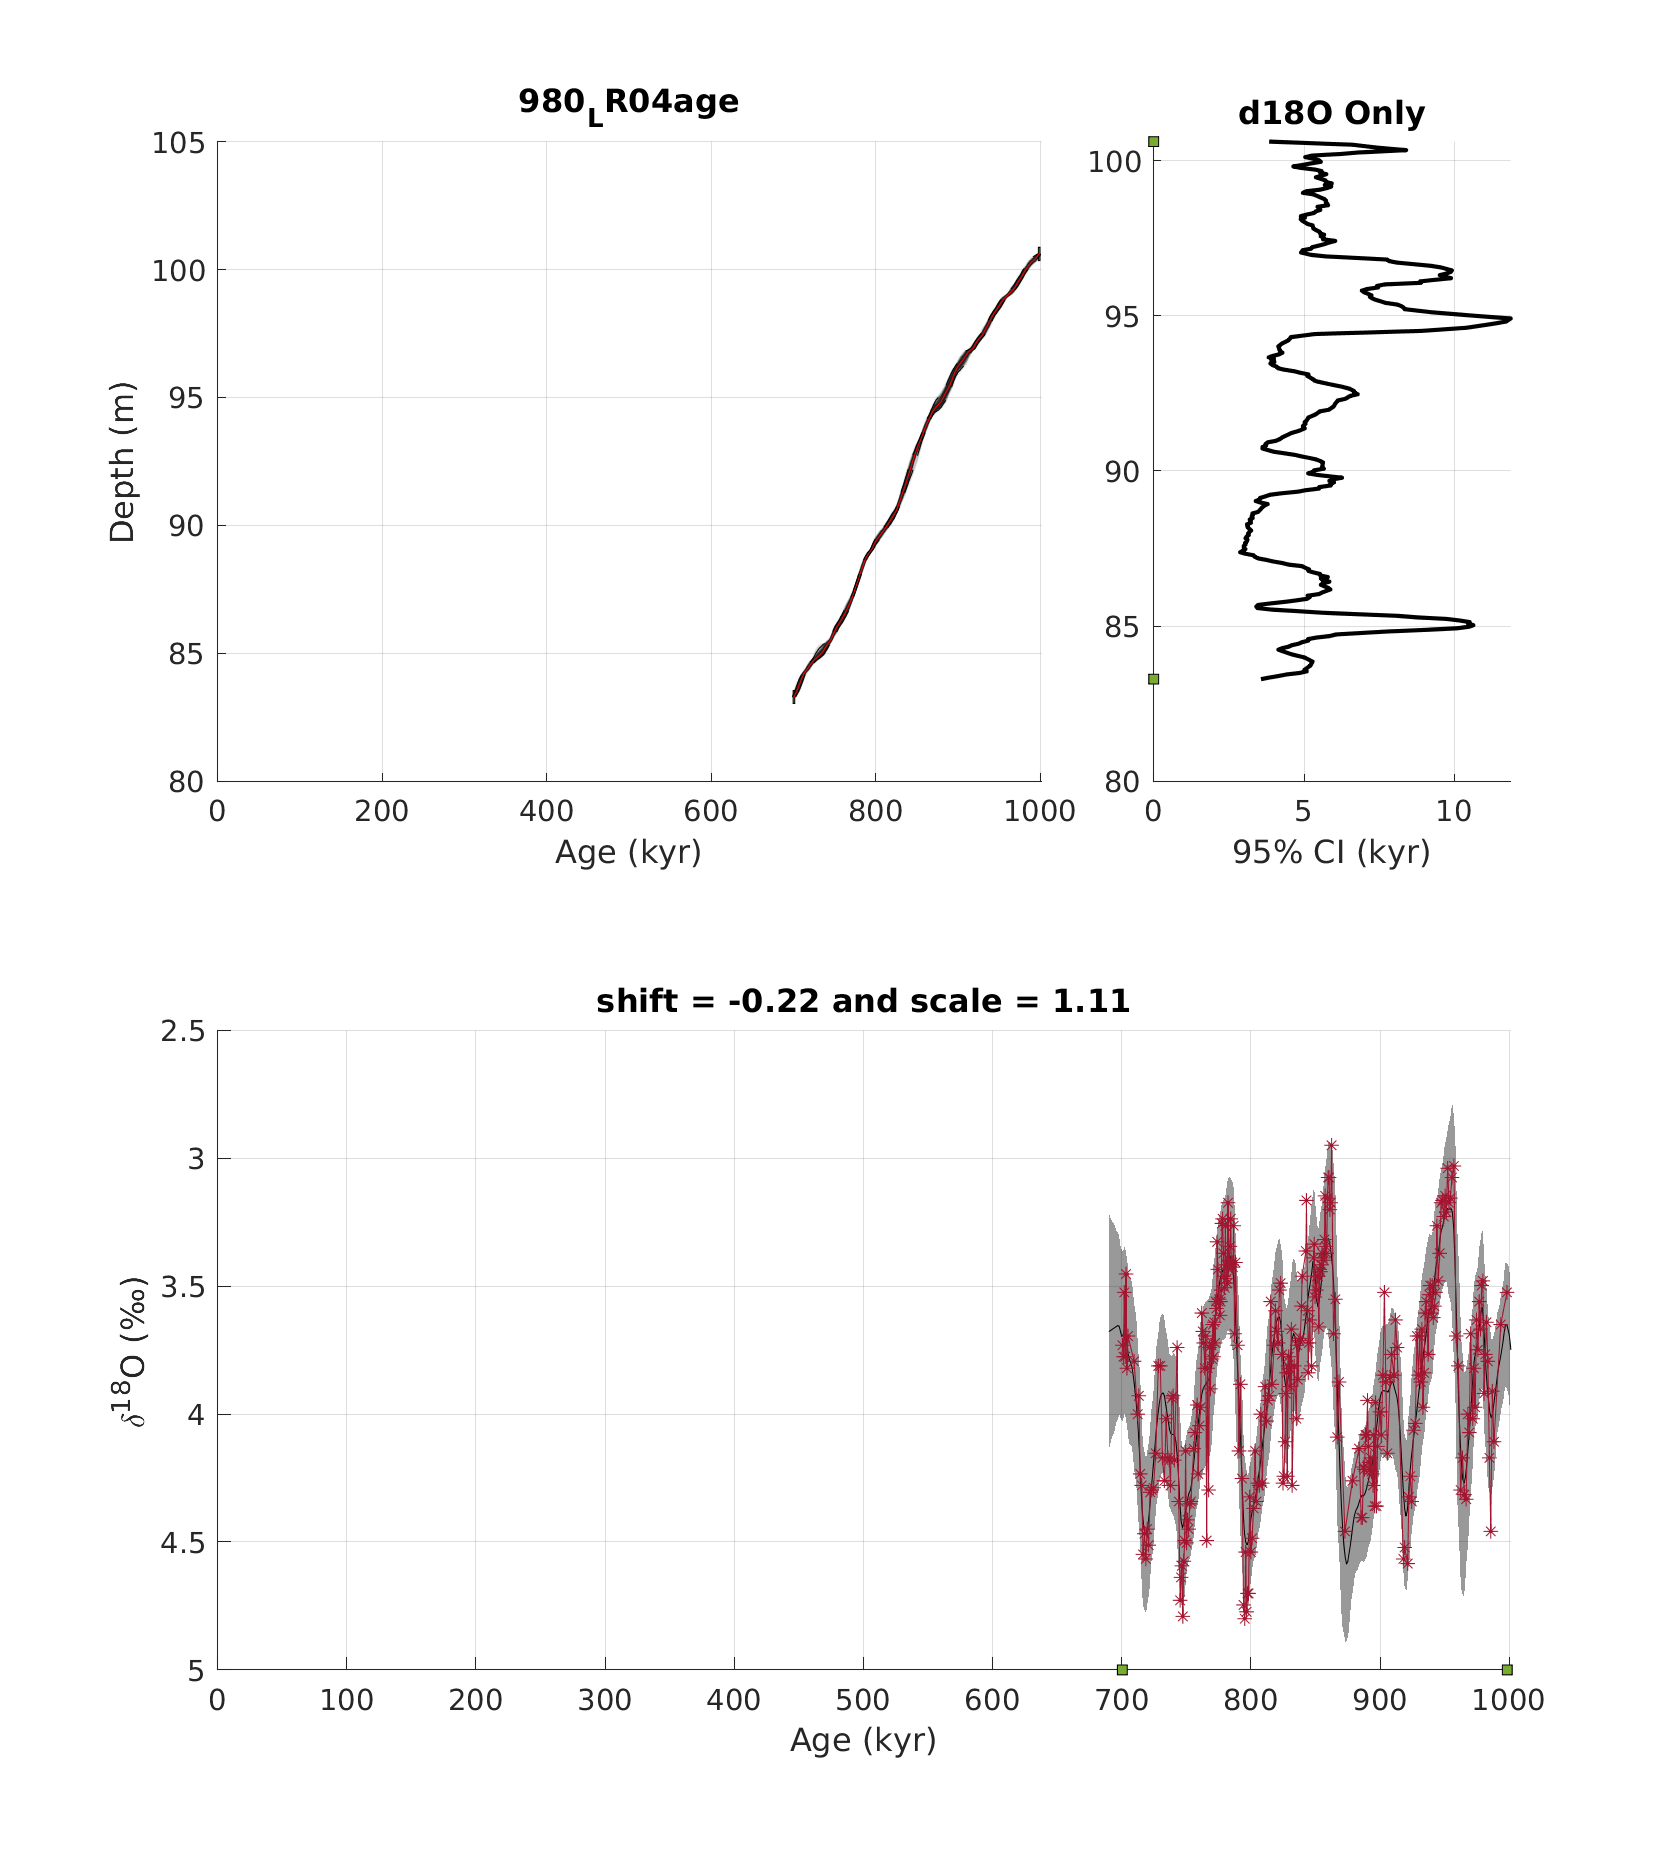 980LR04age
105
100
95
90
85
80
Depth (m)
0 200 400 600 800 1000
Age (kyr)
d18O Only
100
95
90
85
80
0 5 10
95% CI (kyr)
shift = -0.22 and scale = 1.11
2.5
3
3.5
4
4.5
5
δ18O (‰)
0 100 200 300 400 500 600 700 800 900 1000
Age (kyr)